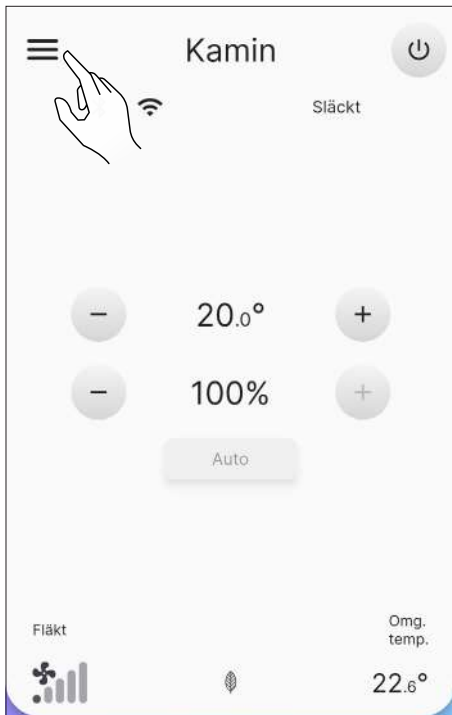 Kamin
Släckt
− 20.0° +
− 100% +
Auto
Fläkt
Omg.
temp.
22.6°